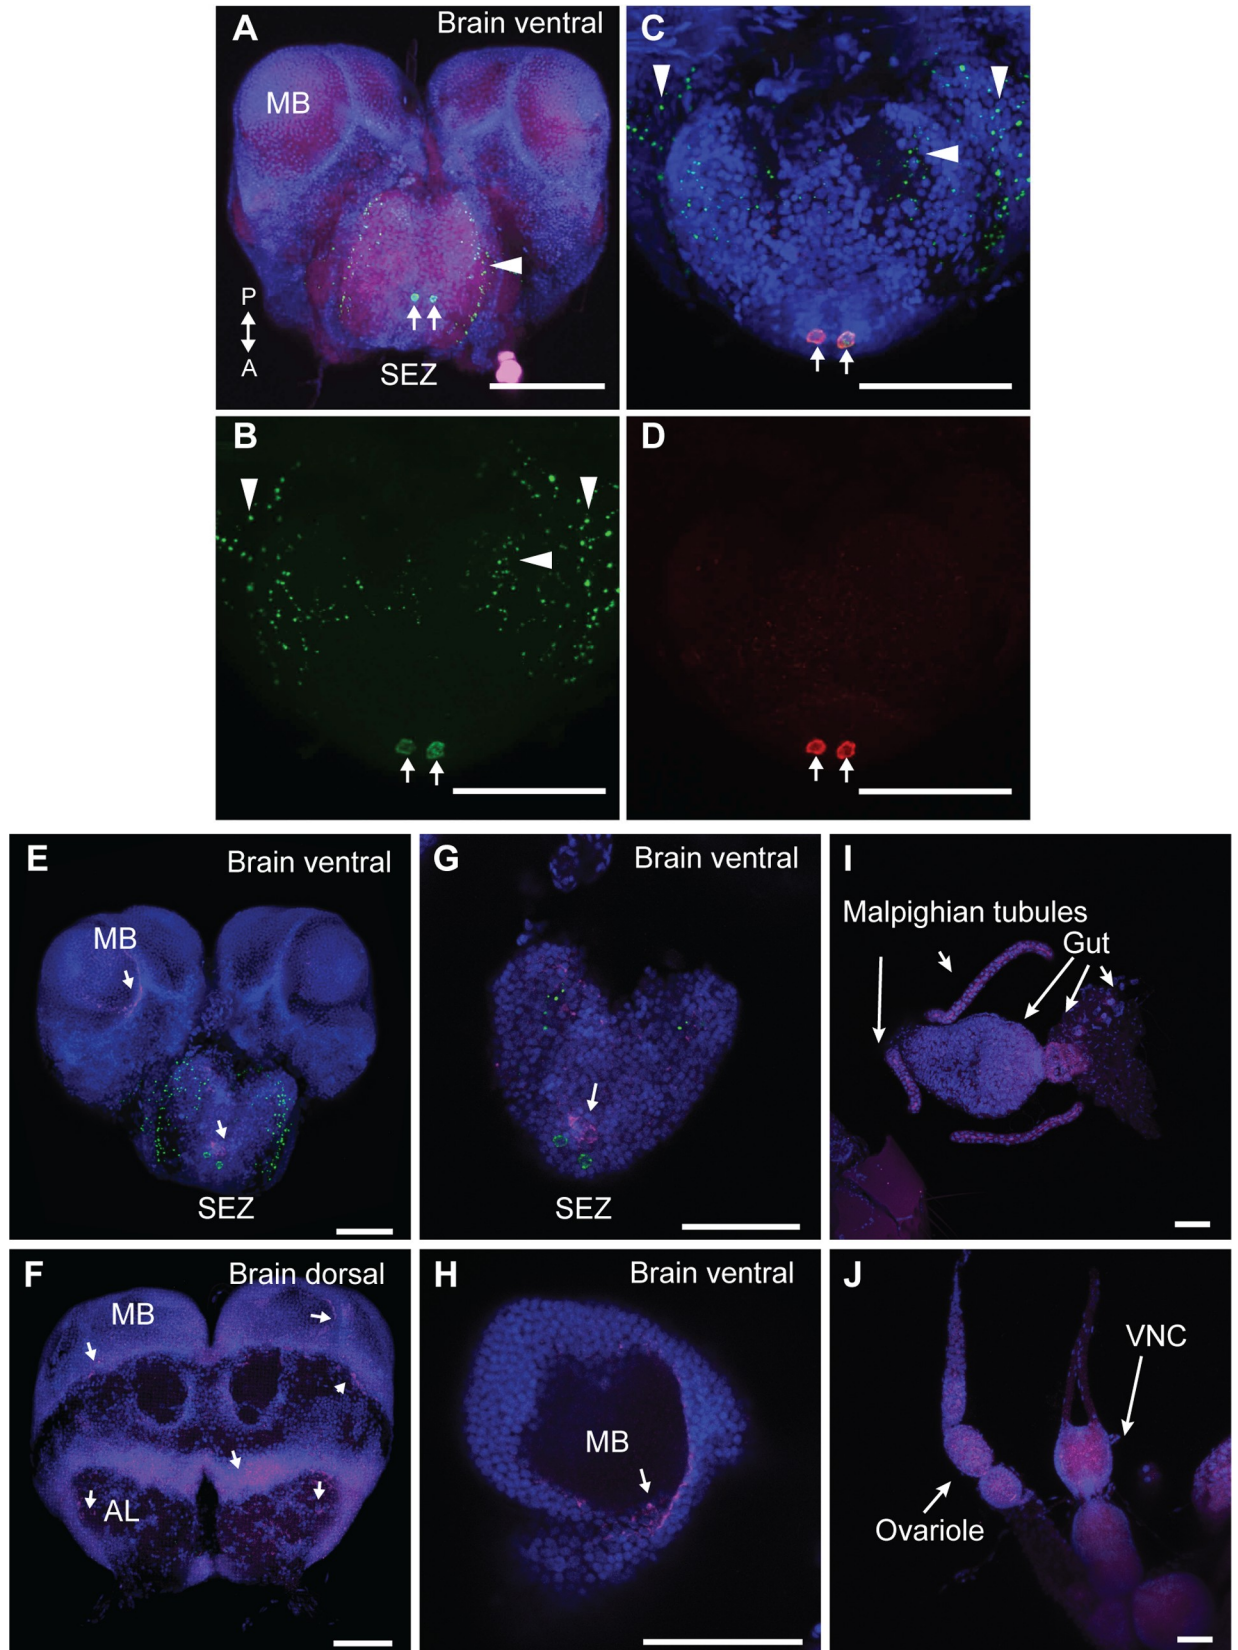 A
Brain ventral
MB
P
A
SEZ
C
B
D
E
Brain ventral
MB
SEZ
G
Brain ventral
SEZ
I
Malpighian tubules
Gut
F
Brain dorsal
MB
AL
H
Brain ventral
MB
J
VNC
Ovariole